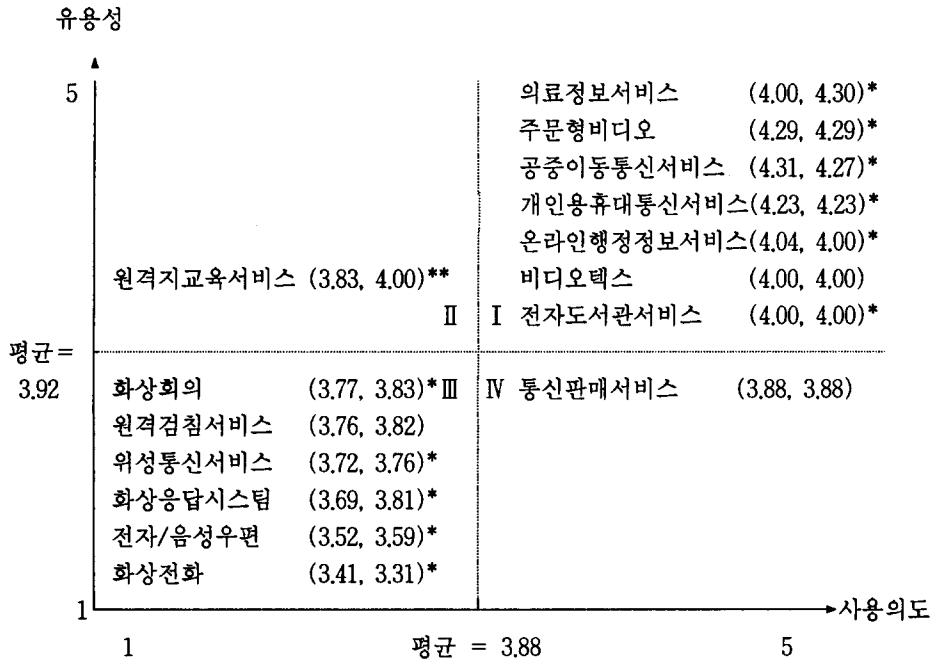 유용성
5
의료정보서비스 (4.00, 4.30)*
주문형비디오 (4.29, 4.29)*
공중이동통신서비스 (4.31, 4.27)*
개인용휴대통신서비스(4.23, 4.23)*
온라인행정정보서비스(4.04, 4.00)*
원격지교육서비스 (3.83, 4.00)** 비디오텍스 (4.00, 4.00)
Ⅱ Ⅰ 전자도서관서비스 (4.00, 4.00)*
평균=
3.92 화상회의 (3.77, 3.83)* Ⅲ Ⅳ 통신판매서비스 (3.88, 3.88)
원격검침서비스 (3.76, 3.82)
위성통신서비스 (3.72, 3.76)*
화상응답시스팀 (3.69, 3.81)*
전자/음성우편 (3.52, 3.59)*
화상전화 (3.41, 3.31)*
1 사용의도
1 평균 = 3.88 5